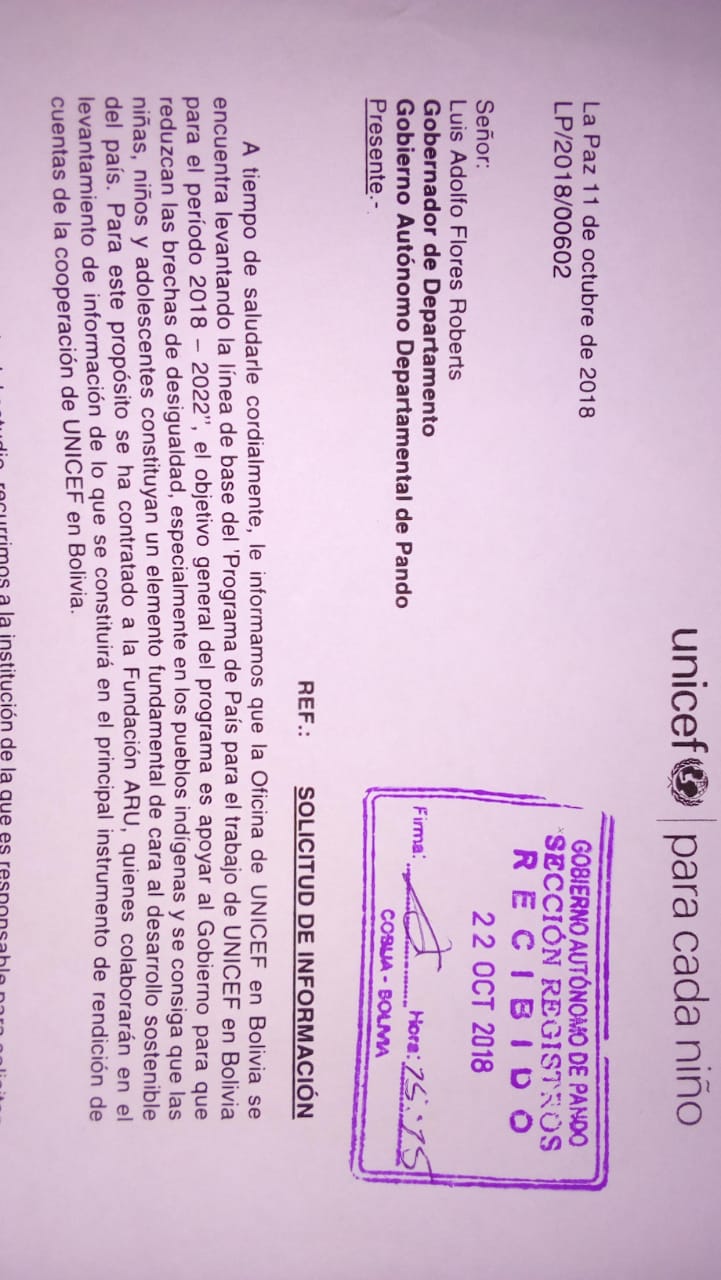 unicef para cada niño
La Paz 11 de octubre de 2018
LP/2018/00602
GOBIERNO AUTÓNOMO DE PANDO
SECCIÓN REGISTROS
RECIBIDO
22 OCT 2018
Firma: Hora: 15:15
COBIJA - BOLIVIA
Señor:
Luis Adolfo Flores Roberts
Gobernador de Departamento
Gobierno Autónomo Departamental de Pando
Presente.-
REF.: SOLICITUD DE INFORMACIÓN
A tiempo de saludarle cordialmente, le informamos que la Oficina de UNICEF en Bolivia se
encuentra levantando la línea de base del 'Programa de País para el trabajo de UNICEF en Bolivia
para el período 2018 – 2022", el objetivo general del programa es apoyar al Gobierno para que
reduzcan las brechas de desigualdad, especialmente en los pueblos indígenas y se consiga que las
niñas, niños y adolescentes constituyan un elemento fundamental de cara al desarrollo sostenible
del país. Para este propósito se ha contratado a la Fundación ARU, quienes colaborarán en el
levantamiento de información de lo que se constituirá en el principal instrumento de rendición de
cuentas de la cooperación de UNICEF en Bolivia.
estudio, recurrimos a la institución de la que es responsable para